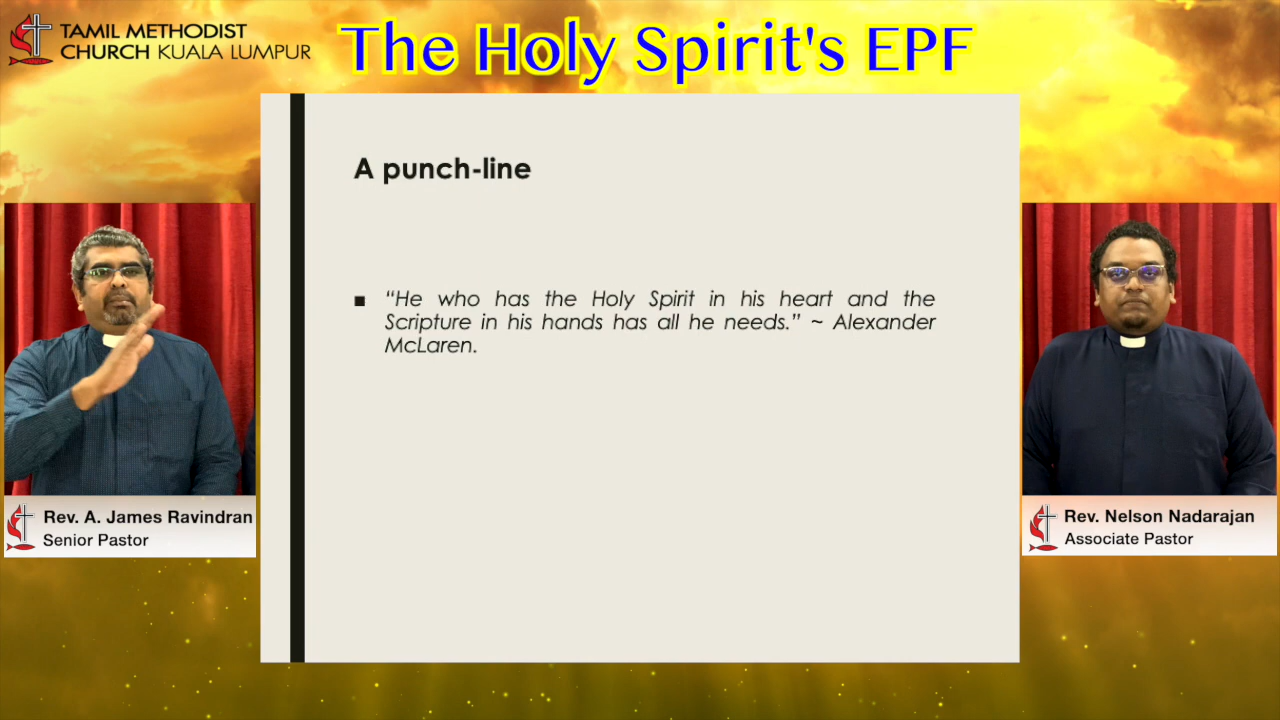 TAMIL METHODIST
CHURCH KUALA LUMPUR
The Holy Spirit's EPF
A punch-line
■ “He who has the Holy Spirit in his heart and the
Scripture in his hands has all he needs.” ~ Alexander
McLaren.
Rev. A. James Ravindran
Senior Pastor
Rev. Nelson Nadarajan
Associate Pastor